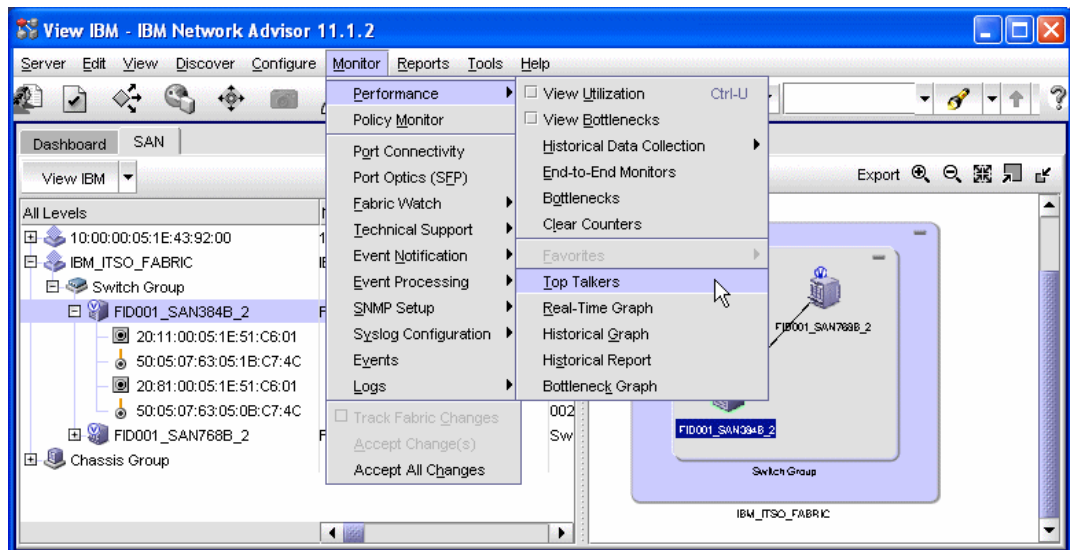 View IBM - IBM Network Advisor 11.1.2
Server Edit View Discover Configure Monitor Reports Tools Help
Dashboard SAN
View IBM
Export
All Levels
10:00:00:05:1E:43:92:00
IBM_ITSO_FABRIC
Switch Group
FID001_SAN384B_2
20:11:00:05:1E:51:C6:01
50:05:07:63:05:1B:C7:4C
20:81:00:05:1E:51:C6:01
50:05:07:63:05:0B:C7:4C
FID001_SAN768B_2
Chassis Group
Performance
Policy Monitor
Port Connectivity
Port Optics (SFP)
Fabric Watch
Technical Support
Event Notification
Event Processing
SNMP Setup
Syslog Configuration
Events
Logs
Track Fabric Changes
Accept Change(s)
Accept All Changes
View Utilization Ctrl-U
View Bottlenecks
Historical Data Collection
End-to-End Monitors
Bottlenecks
Clear Counters
Favorites
Top Talkers
Real-Time Graph
Historical Graph
Historical Report
Bottleneck Graph
002
Sw
FID001_SAN768B_2
FID001_SAN384B_2
Switch Group
IBM_ITSO_FABRIC